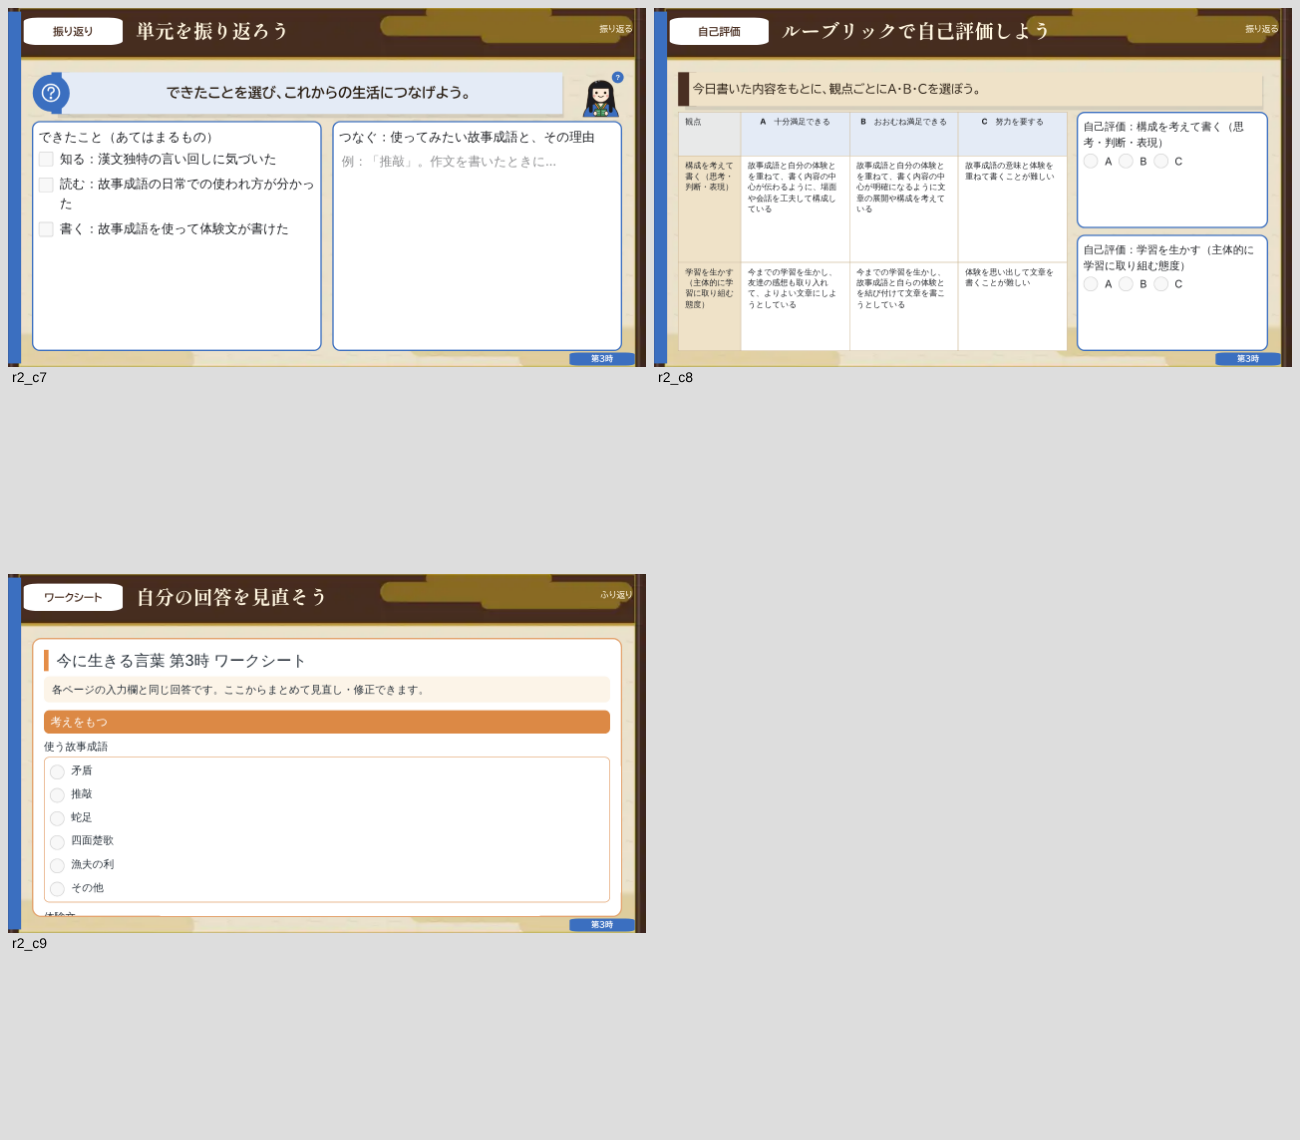 振り返り
単元を振り返ろう
振り返る
できたことを選び、これからの生活につなげよう。
?
できたこと（あてはまるもの）
知る：漢文独特の言い回しに気づいた
読む：故事成語の日常での使われ方が分かっ
た
書く：故事成語を使って体験文が書けた
つなぐ：使ってみたい故事成語と、その理由
例：「推敲」。作文を書いたときに...
第3時
r2_c7
自己評価
ルーブリックで自己評価しよう
振り返る
今日書いた内容をもとに、観点ごとにA・B・Cを選ぼう。
観点
A 十分満足できる
B おおむね満足できる
C 努力を要する
構成を考えて
書く（思考・
判断・表現）
故事成語と自分の体験と
を重ねて、書く内容の中
心が伝わるように、場面
や会話を工夫して構成し
ている
故事成語と自分の体験と
を重ねて、書く内容の中
心が明確になるように文
章の展開や構成を考えて
いる
故事成語の意味と体験を
重ねて書くことが難しい
学習を生かす
（主体的に学
習に取り組む
態度）
今までの学習を生かし、
友達の感想も取り入れ
て、よりよい文章にしよ
うとしている
今までの学習を生かし、
故事成語と自らの体験と
を結び付けて文章を書こ
うとしている
体験を思い出して文章を
書くことが難しい
自己評価：構成を考えて書く（思
考・判断・表現）
A B C
自己評価：学習を生かす（主体的に
学習に取り組む態度）
A B C
第3時
r2_c8
ワークシート
自分の回答を見直そう
ふり返り
今に生きる言葉 第3時 ワークシート
各ページの入力欄と同じ回答です。ここからまとめて見直し・修正できます。
考えをもつ
使う故事成語
矛盾
推敲
蛇足
四面楚歌
漁夫の利
その他
第3時
r2_c9